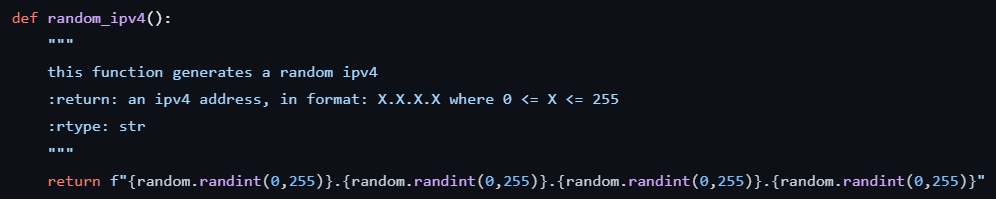 def random_ipv4():
    """
    this function generates a random ipv4
    :return: an ipv4 address, in format: X.X.X.X where 0 <= X <= 255
    :rtype: str
    """
    return f"{random.randint(0,255)}.{random.randint(0,255)}.{random.randint(0,255)}.{random.randint(0,255)}"